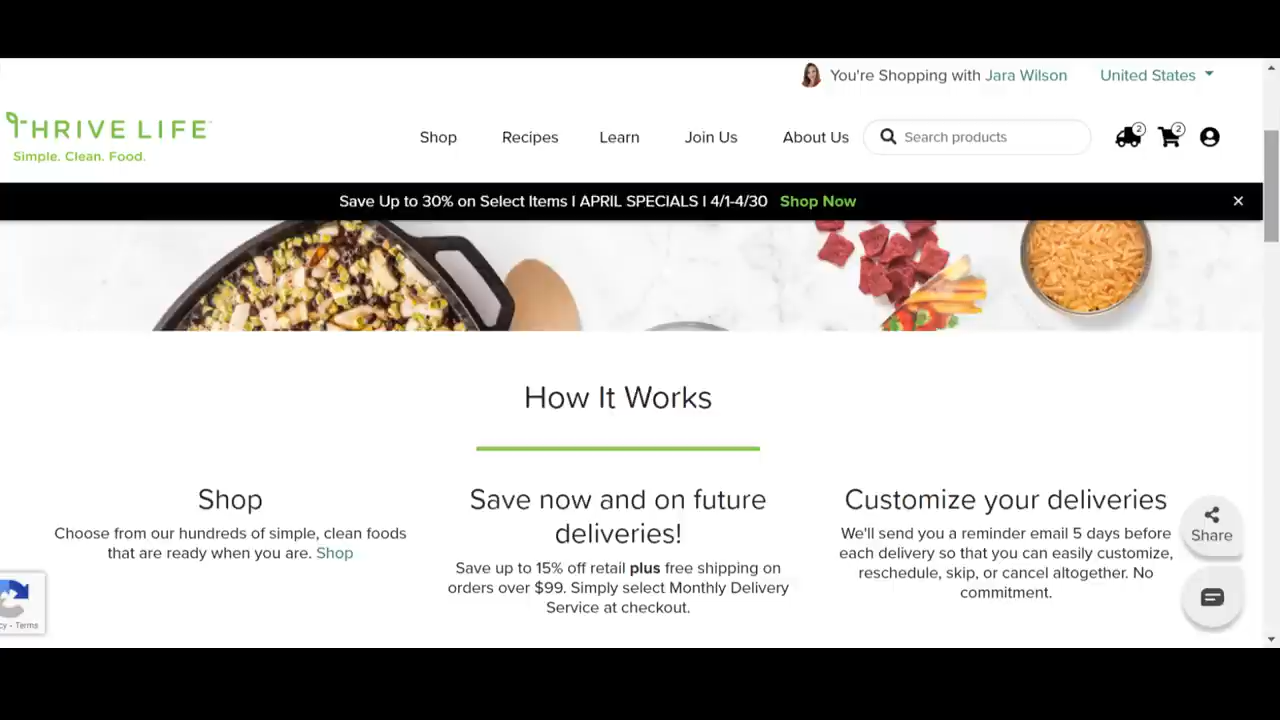 You're Shopping with Jara Wilson
United States
THRIVE LIFE
Simple. Clean. Food.
Shop
Recipes
Learn
Join Us
About Us
Search products
2
2
Save Up to 30% on Select Items I APRIL SPECIALS I 4/1-4/30 Shop Now
How It Works
Shop
Choose from our hundreds of simple, clean foods
that are ready when you are. Shop
Save now and on future
deliveries!
Save up to 15% off retail plus free shipping on
orders over $99. Simply select Monthly Delivery
Service at checkout.
Customize your deliveries
We'll send you a reminder email 5 days before
each delivery so that you can easily customize,
reschedule, skip, or cancel altogether. No
commitment.
Share
cy - Terms